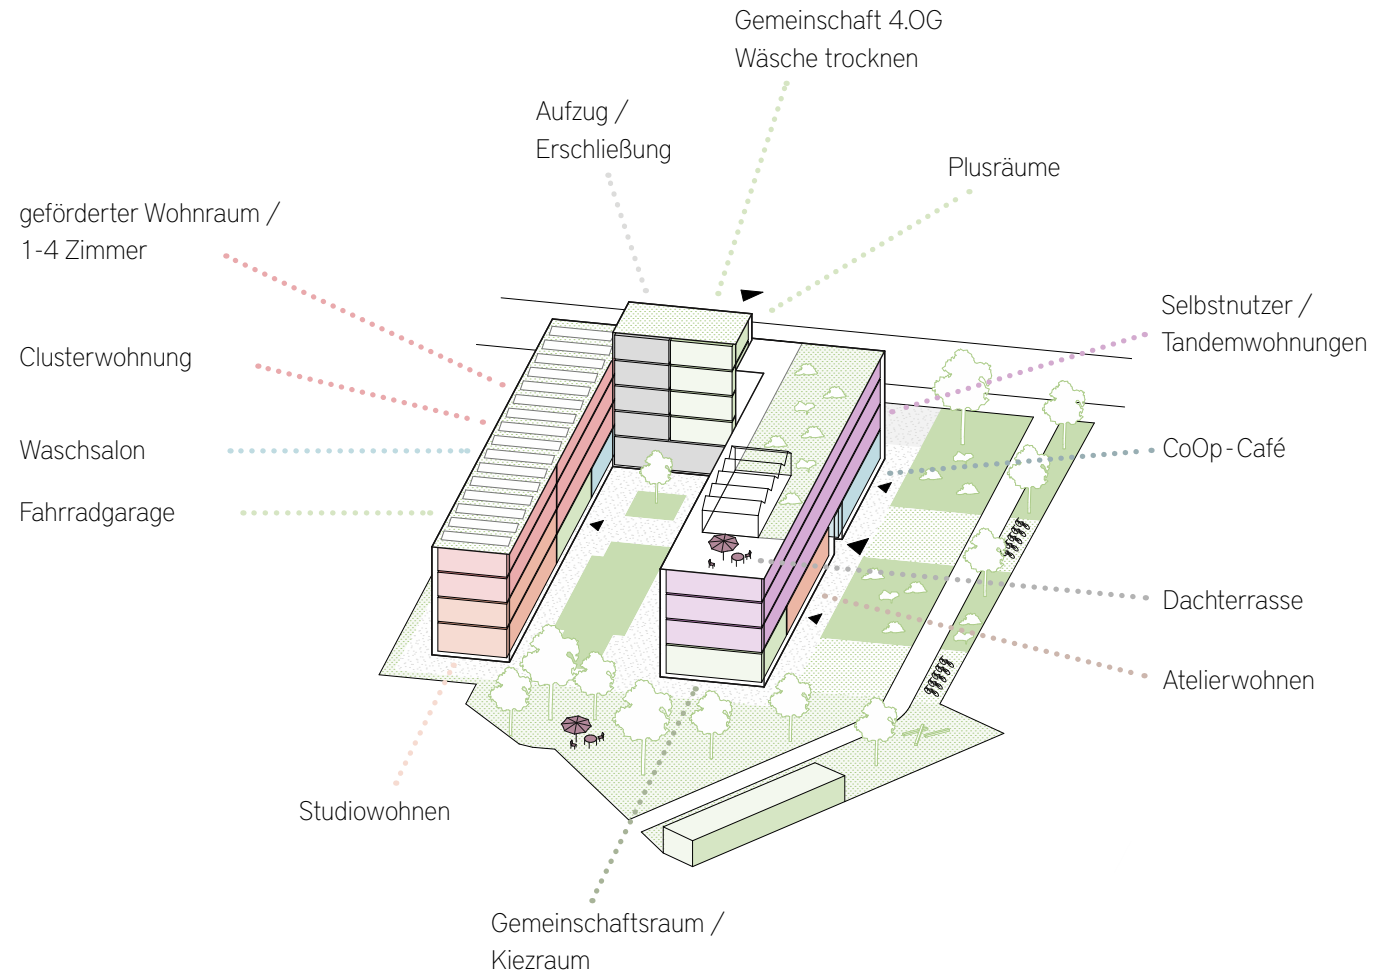 Gemeinschaft 4.OG
Wäsche trocknen
Aufzug /
Erschließung
Plusräume
geförderter Wohnraum /
1-4 Zimmer
Selbstnutzer /
Tandemwohnungen
Clusterwohnung
Waschsalon
CoOp-Café
Fahrradgarage
Dachterrasse
Atelierwohnen
Studiowohnen
Gemeinschaftsraum /
Kiezraum